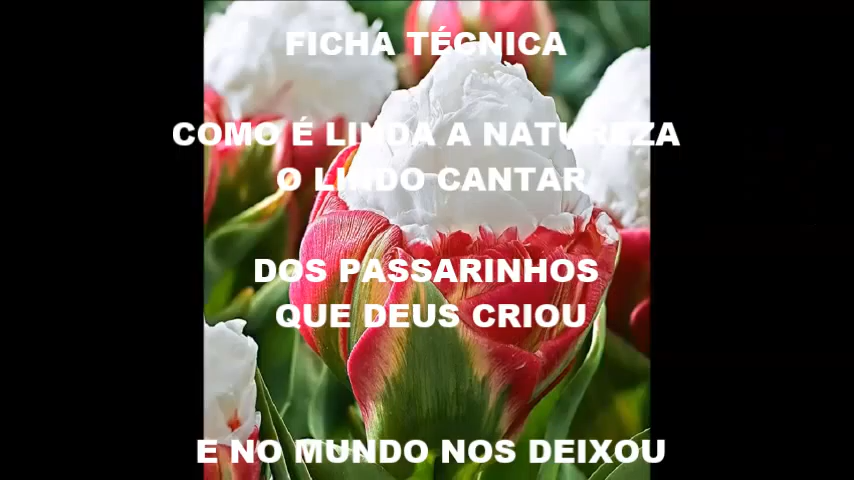 FICHA TÉCNICA
COMO É LINDA A NATUREZA
O LINDO CANTAR
DOS PASSARINHOS
QUE DEUS CRIOU
E NO MUNDO NOS DEIXOU